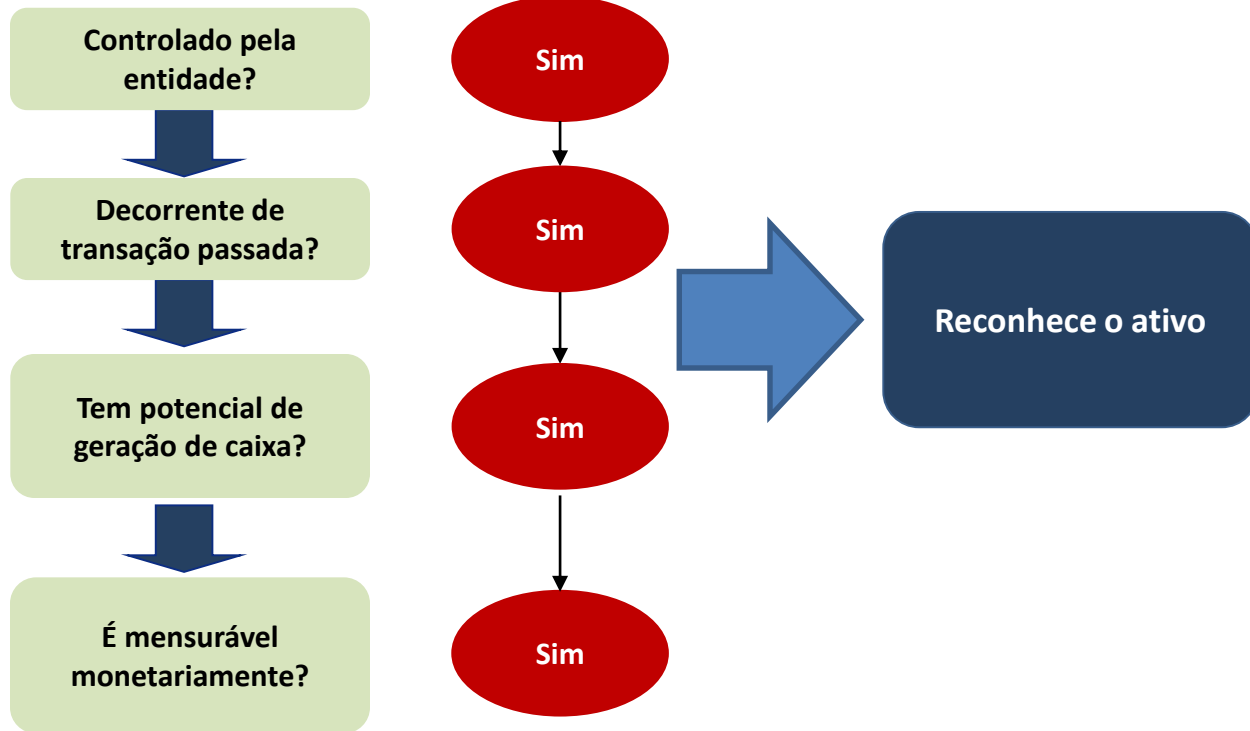 Controlado pela
entidade?
Sim
Decorrente de
transação passada?
Sim
Reconhece o ativo
Tem potencial de
geração de caixa?
Sim
É mensurável
monetariamente?
Sim